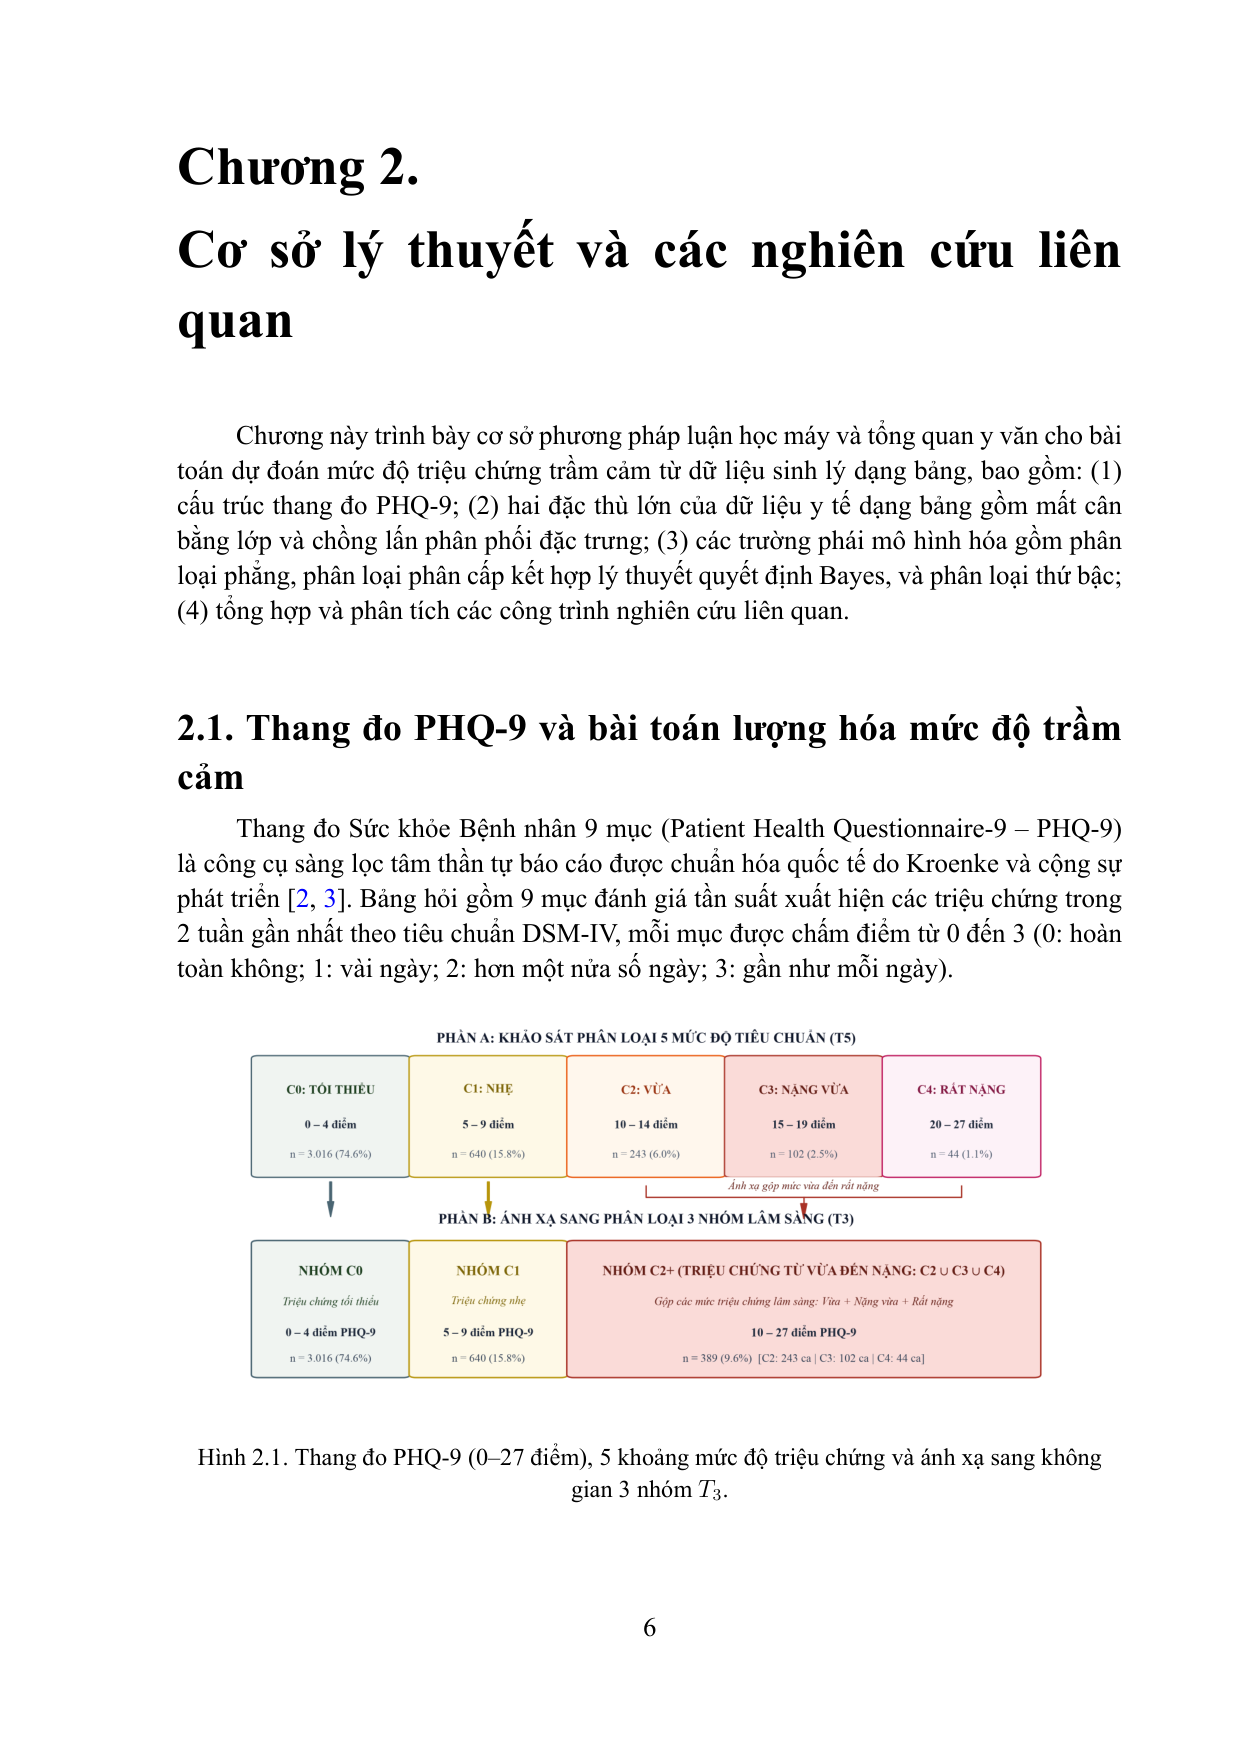 Chương 2.
Cơ sở lý thuyết và các nghiên cứu liên
quan
Chương này trình bày cơ sở phương pháp luận học máy và tổng quan y văn cho bài
toán dự đoán mức độ triệu chứng trầm cảm từ dữ liệu sinh lý dạng bảng, bao gồm: (1)
cấu trúc thang đo PHQ-9; (2) hai đặc thù lớn của dữ liệu y tế dạng bảng gồm mất cân
bằng lớp và chồng lấn phân phối đặc trưng; (3) các trường phái mô hình hóa gồm phân
loại phẳng, phân loại phân cấp kết hợp lý thuyết quyết định Bayes, và phân loại thứ bậc;
(4) tổng hợp và phân tích các công trình nghiên cứu liên quan.
2.1. Thang đo PHQ-9 và bài toán lượng hóa mức độ trầm
cảm
Thang đo Sức khỏe Bệnh nhân 9 mục (Patient Health Questionnaire-9 – PHQ-9)
là công cụ sàng lọc tâm thần tự báo cáo được chuẩn hóa quốc tế do Kroenke và cộng sự
phát triển [2, 3]. Bảng hỏi gồm 9 mục đánh giá tần suất xuất hiện các triệu chứng trong
2 tuần gần nhất theo tiêu chuẩn DSM-IV, mỗi mục được chấm điểm từ 0 đến 3 (0: hoàn
toàn không; 1: vài ngày; 2: hơn một nửa số ngày; 3: gần như mỗi ngày).
PHẦN A: KHẢO SÁT PHÂN LOẠI 5 MỨC ĐỘ TIÊU CHUẨN (T5)
C0: TỐI THIỂU
0 – 4 điểm
n = 3.016 (74.6%)
C1: NHẸ
5 – 9 điểm
n = 640 (15.8%)
C2: VỪA
10 – 14 điểm
n = 243 (6.0%)
C3: NẶNG VỪA
15 – 19 điểm
n = 102 (2.5%)
C4: RẤT NẶNG
20 – 27 điểm
n = 44 (1.1%)
Ánh xạ gộp mức vừa đến rất nặng
PHẦN B: ÁNH XẠ SANG PHÂN LOẠI 3 NHÓM LÂM SÀNG (T3)
NHÓM C0
Triệu chứng tối thiểu
0 – 4 điểm PHQ-9
n = 3.016 (74.6%)
NHÓM C1
Triệu chứng nhẹ
5 – 9 điểm PHQ-9
n = 640 (15.8%)
NHÓM C2+ (TRIỆU CHỨNG TỪ VỪA ĐẾN NẶNG: C2 ∪ C3 ∪ C4)
Gộp các mức triệu chứng lâm sàng: Vừa + Nặng vừa + Rất nặng
10 – 27 điểm PHQ-9
n = 389 (9.6%) [C2: 243 ca | C3: 102 ca | C4: 44 ca]
Hình 2.1. Thang đo PHQ-9 (0–27 điểm), 5 khoảng mức độ triệu chứng và ánh xạ sang không
gian 3 nhóm T₃.
6